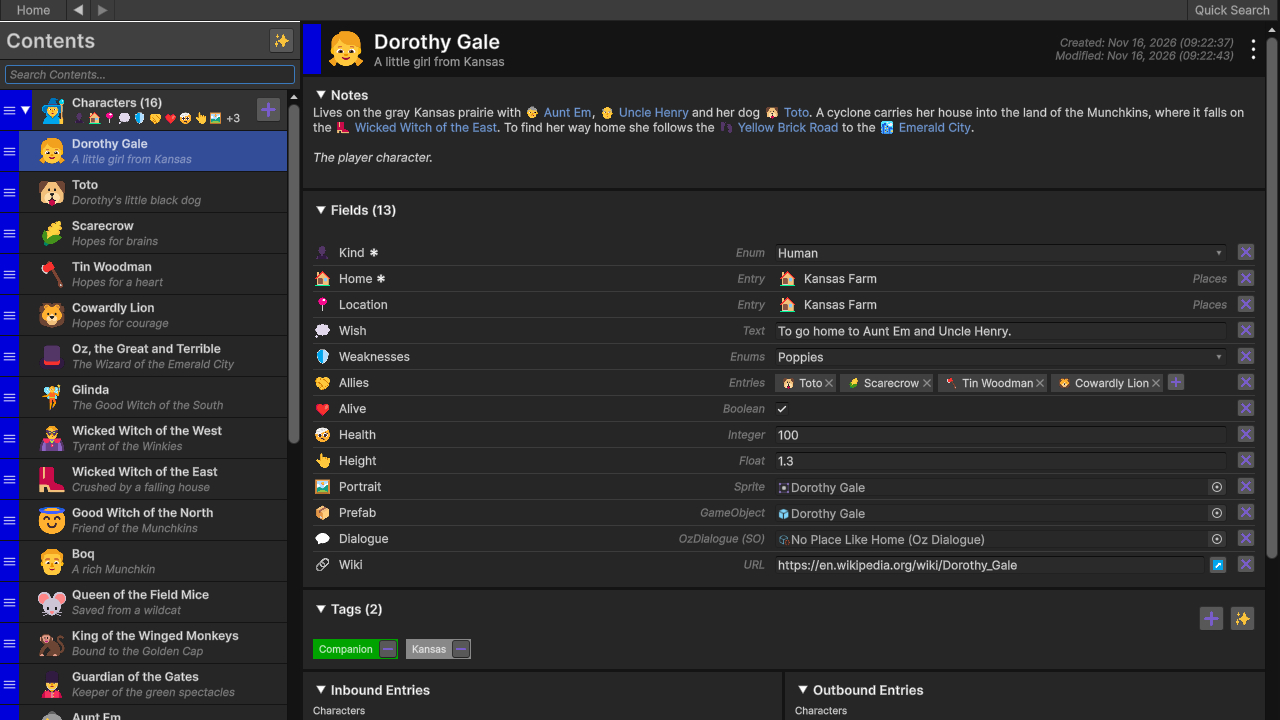 Home
Quick Search
Contents
Search Contents...
Characters (16)
+3
Dorothy Gale
A little girl from Kansas
Toto
Dorothy's little black dog
Scarecrow
Hopes for brains
Tin Woodman
Hopes for a heart
Cowardly Lion
Hopes for courage
Oz, the Great and Terrible
The Wizard of the Emerald City
Glinda
The Good Witch of the South
Wicked Witch of the West
Tyrant of the Winkies
Wicked Witch of the East
Crushed by a falling house
Good Witch of the North
Friend of the Munchkins
Boq
A rich Munchkin
Queen of the Field Mice
Saved from a wildcat
King of the Winged Monkeys
Bound to the Golden Cap
Guardian of the Gates
Keeper of the green spectacles
Aunt Em
Dorothy Gale
A little girl from Kansas
Created: Nov 16, 2026 (09:22:37)
Modified: Nov 16, 2026 (09:22:43)
Notes
Lives on the gray Kansas prairie with Aunt Em, Uncle Henry and her dog Toto. A cyclone carries her house into the land of the Munchkins, where it falls on
the Wicked Witch of the East. To find her way home she follows the Yellow Brick Road to the Emerald City.
The player character.
Fields (13)
Kind ✱ Enum Human
Home ✱ Entry Kansas Farm Places
Location Entry Kansas Farm Places
Wish Text To go home to Aunt Em and Uncle Henry.
Weaknesses Enums Poppies
Allies Entries Toto Scarecrow Tin Woodman Cowardly Lion
Alive Boolean
Health Integer 100
Height Float 1.3
Portrait Sprite Dorothy Gale
Prefab GameObject Dorothy Gale
Dialogue OzDialogue (SO) No Place Like Home (Oz Dialogue)
Wiki URL https://en.wikipedia.org/wiki/Dorothy_Gale
Tags (2)
Companion Kansas
Inbound Entries
Characters
Outbound Entries
Characters